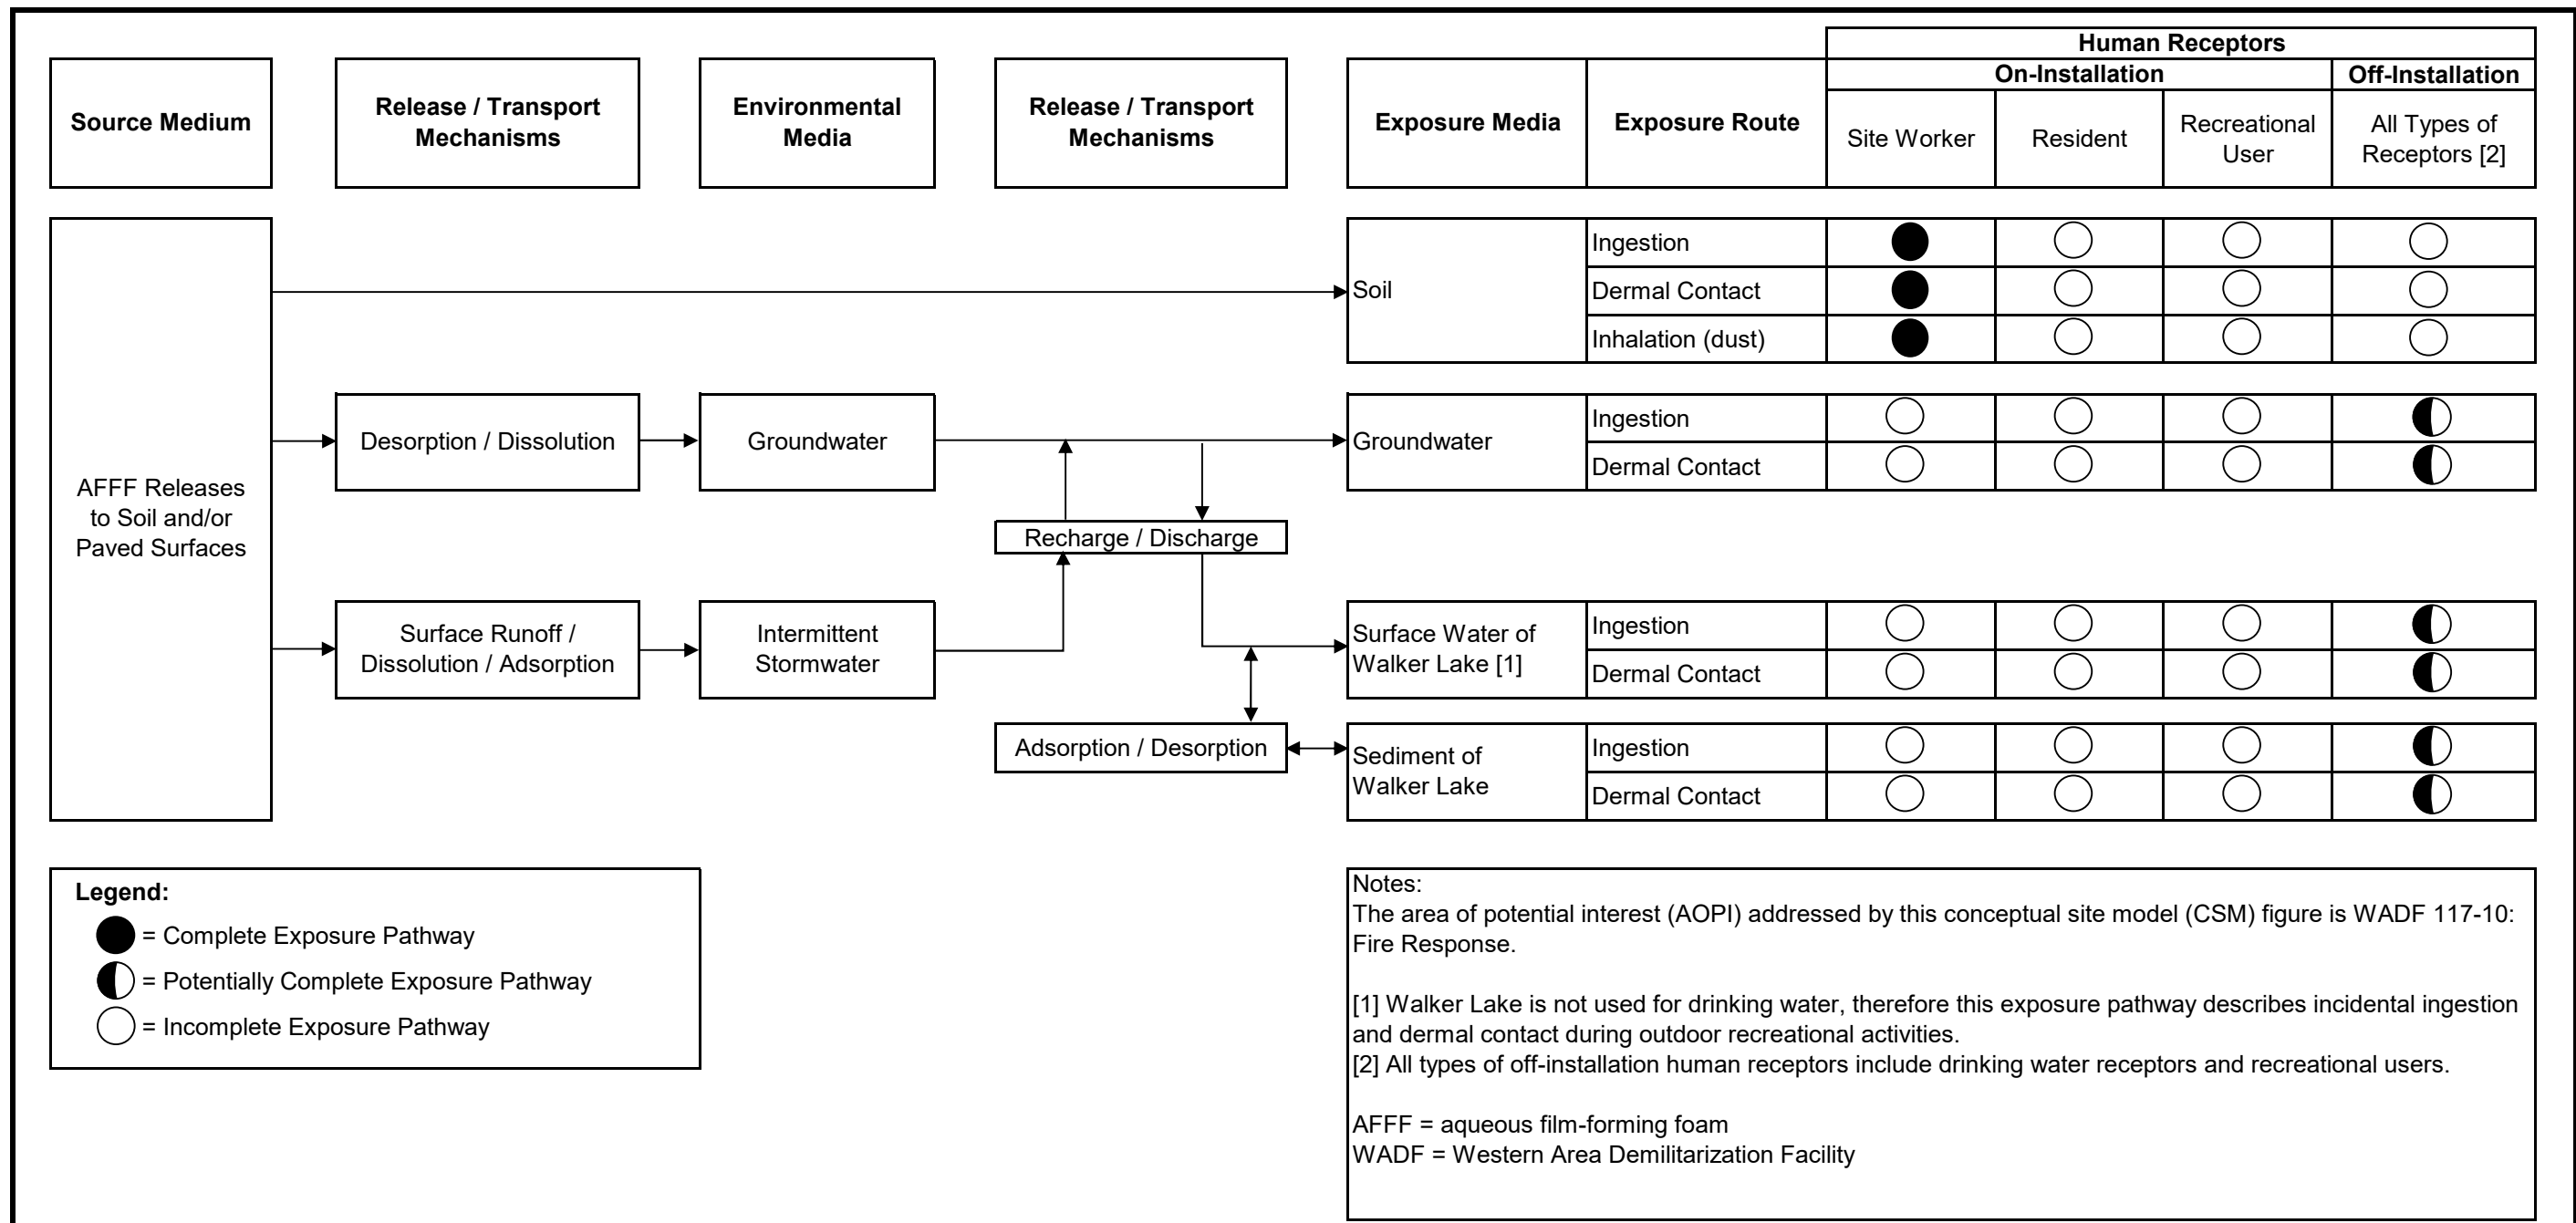 Human Receptors
On-Installation
Off-Installation
Source Medium
Release / Transport
Mechanisms
Environmental
Media
Release / Transport
Mechanisms
Exposure Media
Exposure Route
Site Worker
Resident
Recreational
User
All Types of
Receptors [2]
AFFF Releases
to Soil and/or
Paved Surfaces
Soil
Ingestion
Dermal Contact
Inhalation (dust)
Desorption / Dissolution
Groundwater
Groundwater
Ingestion
Dermal Contact
Recharge / Discharge
Surface Runoff /
Dissolution / Adsorption
Intermittent
Stormwater
Surface Water of
Walker Lake [1]
Ingestion
Dermal Contact
Adsorption / Desorption
Sediment of
Walker Lake
Ingestion
Dermal Contact
Legend:
= Complete Exposure Pathway
= Potentially Complete Exposure Pathway
= Incomplete Exposure Pathway
Notes:
The area of potential interest (AOPI) addressed by this conceptual site model (CSM) figure is WADF 117-10:
Fire Response.
[1] Walker Lake is not used for drinking water, therefore this exposure pathway describes incidental ingestion
and dermal contact during outdoor recreational activities.
[2] All types of off-installation human receptors include drinking water receptors and recreational users.
AFFF = aqueous film-forming foam
WADF = Western Area Demilitarization Facility